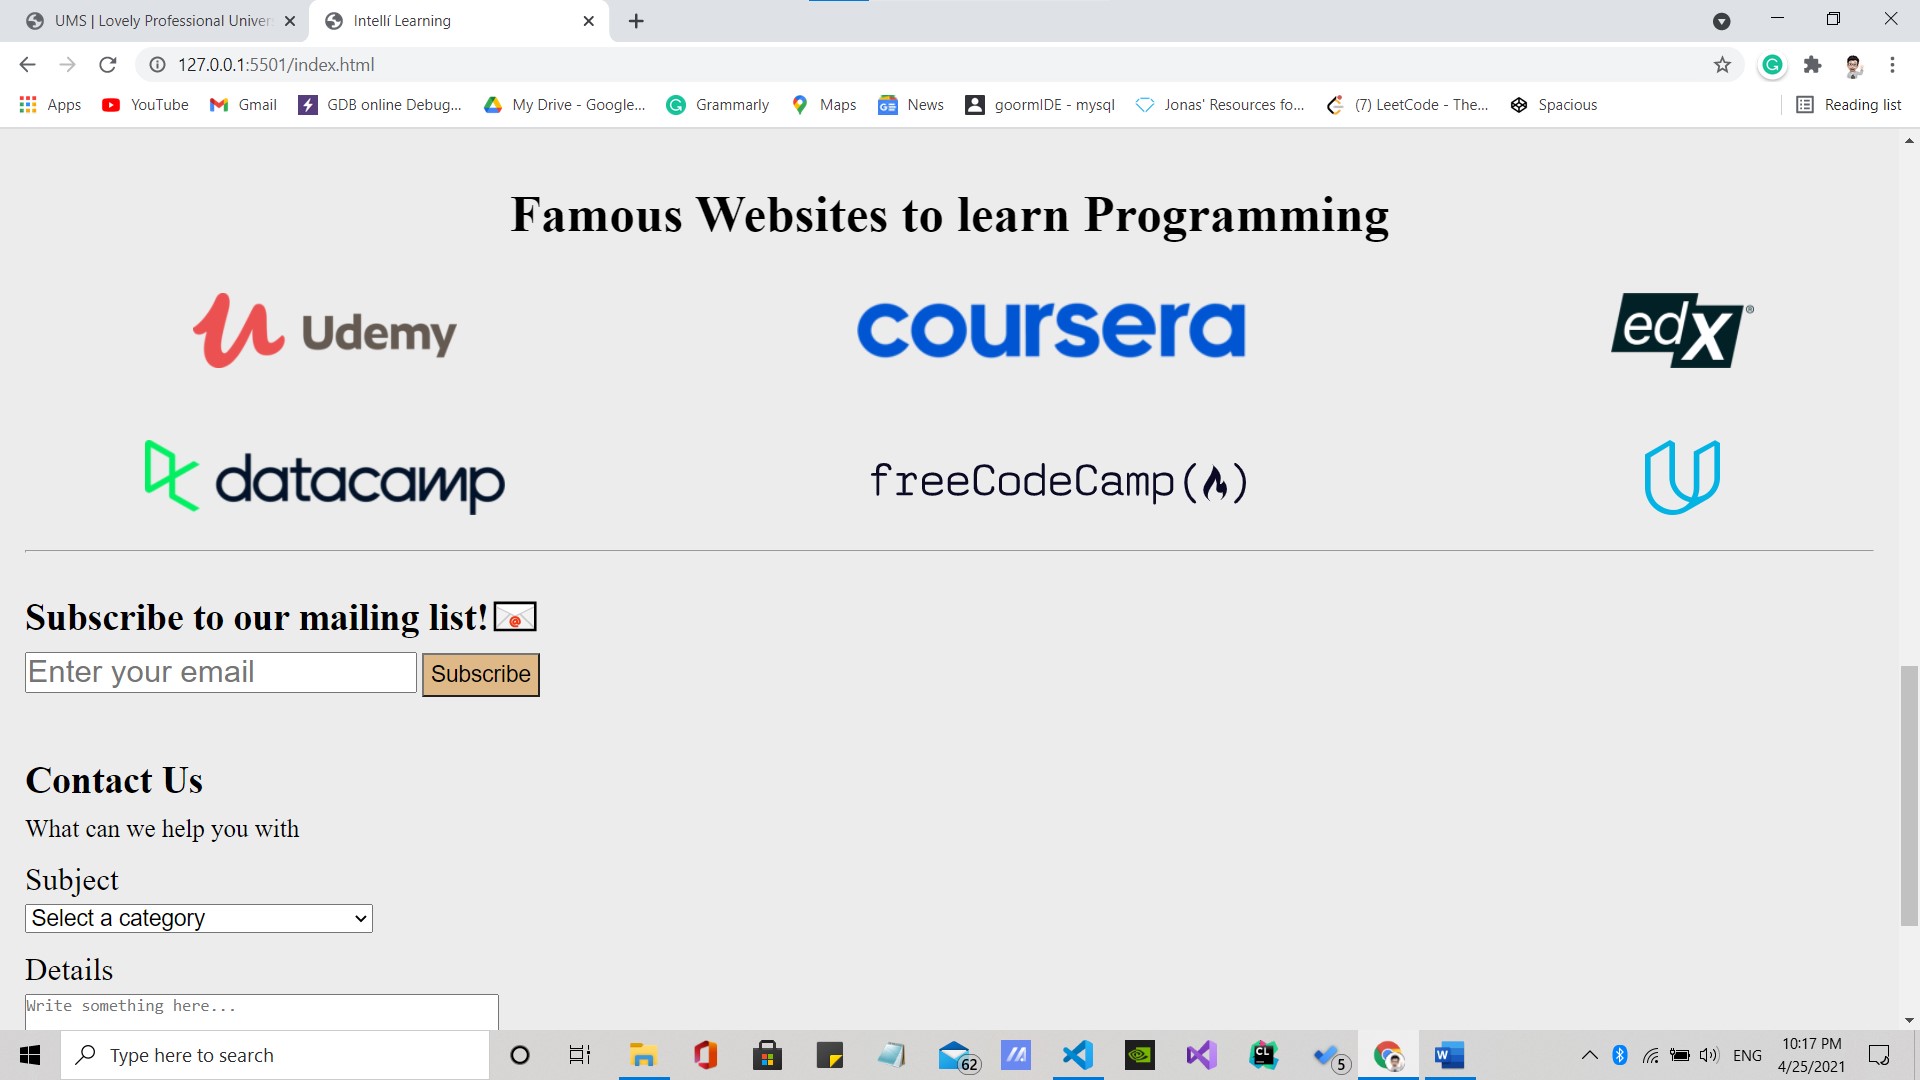 UMS | Lovely Professional Univer
Intellí Learning
127.0.0.1:5501/index.html
Apps
YouTube
Gmail
GDB online Debug...
My Drive - Google...
Grammarly
Maps
News
goormIDE - mysql
Jonas' Resources fo...
(7) LeetCode - The...
Spacious
Reading list
Famous Websites to learn Programming
Udemy
coursera
edX®
datacamp
freeCodeCamp(🔥)
Subscribe to our mailing list!
Enter your email
Subscribe
Contact Us
What can we help you with
Subject
Select a category
Details
Write something here...
Type here to search
62
CL
5
W
ENG
10:17 PM
4/25/2021